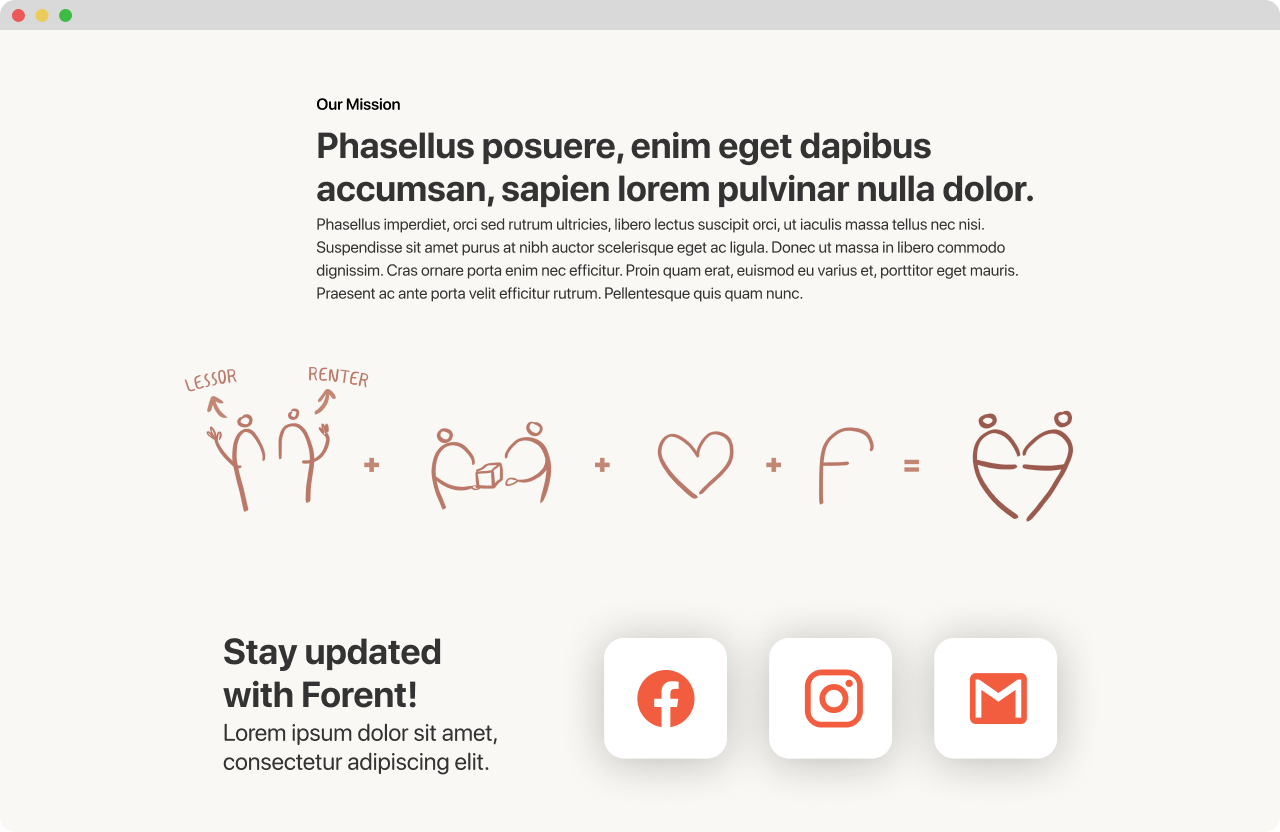 Our Mission
Phasellus posuere, enim eget dapibus
accumsan, sapien lorem pulvinar nulla dolor.
Phasellus imperdiet, orci sed rutrum ultricies, libero lectus suscipit orci, ut iaculis massa tellus nec nisi.
Suspendisse sit amet purus at nibh auctor scelerisque eget ac ligula. Donec ut massa in libero commodo
dignissim. Cras ornare porta enim nec efficitur. Proin quam erat, euismod eu varius et, porttitor eget mauris.
Praesent ac ante porta velit efficitur rutrum. Pellentesque quis quam nunc.
LESSOR
RENTER
+ + F + =
Stay updated
with Forent!
Lorem ipsum dolor sit amet,
consectetur adipiscing elit.